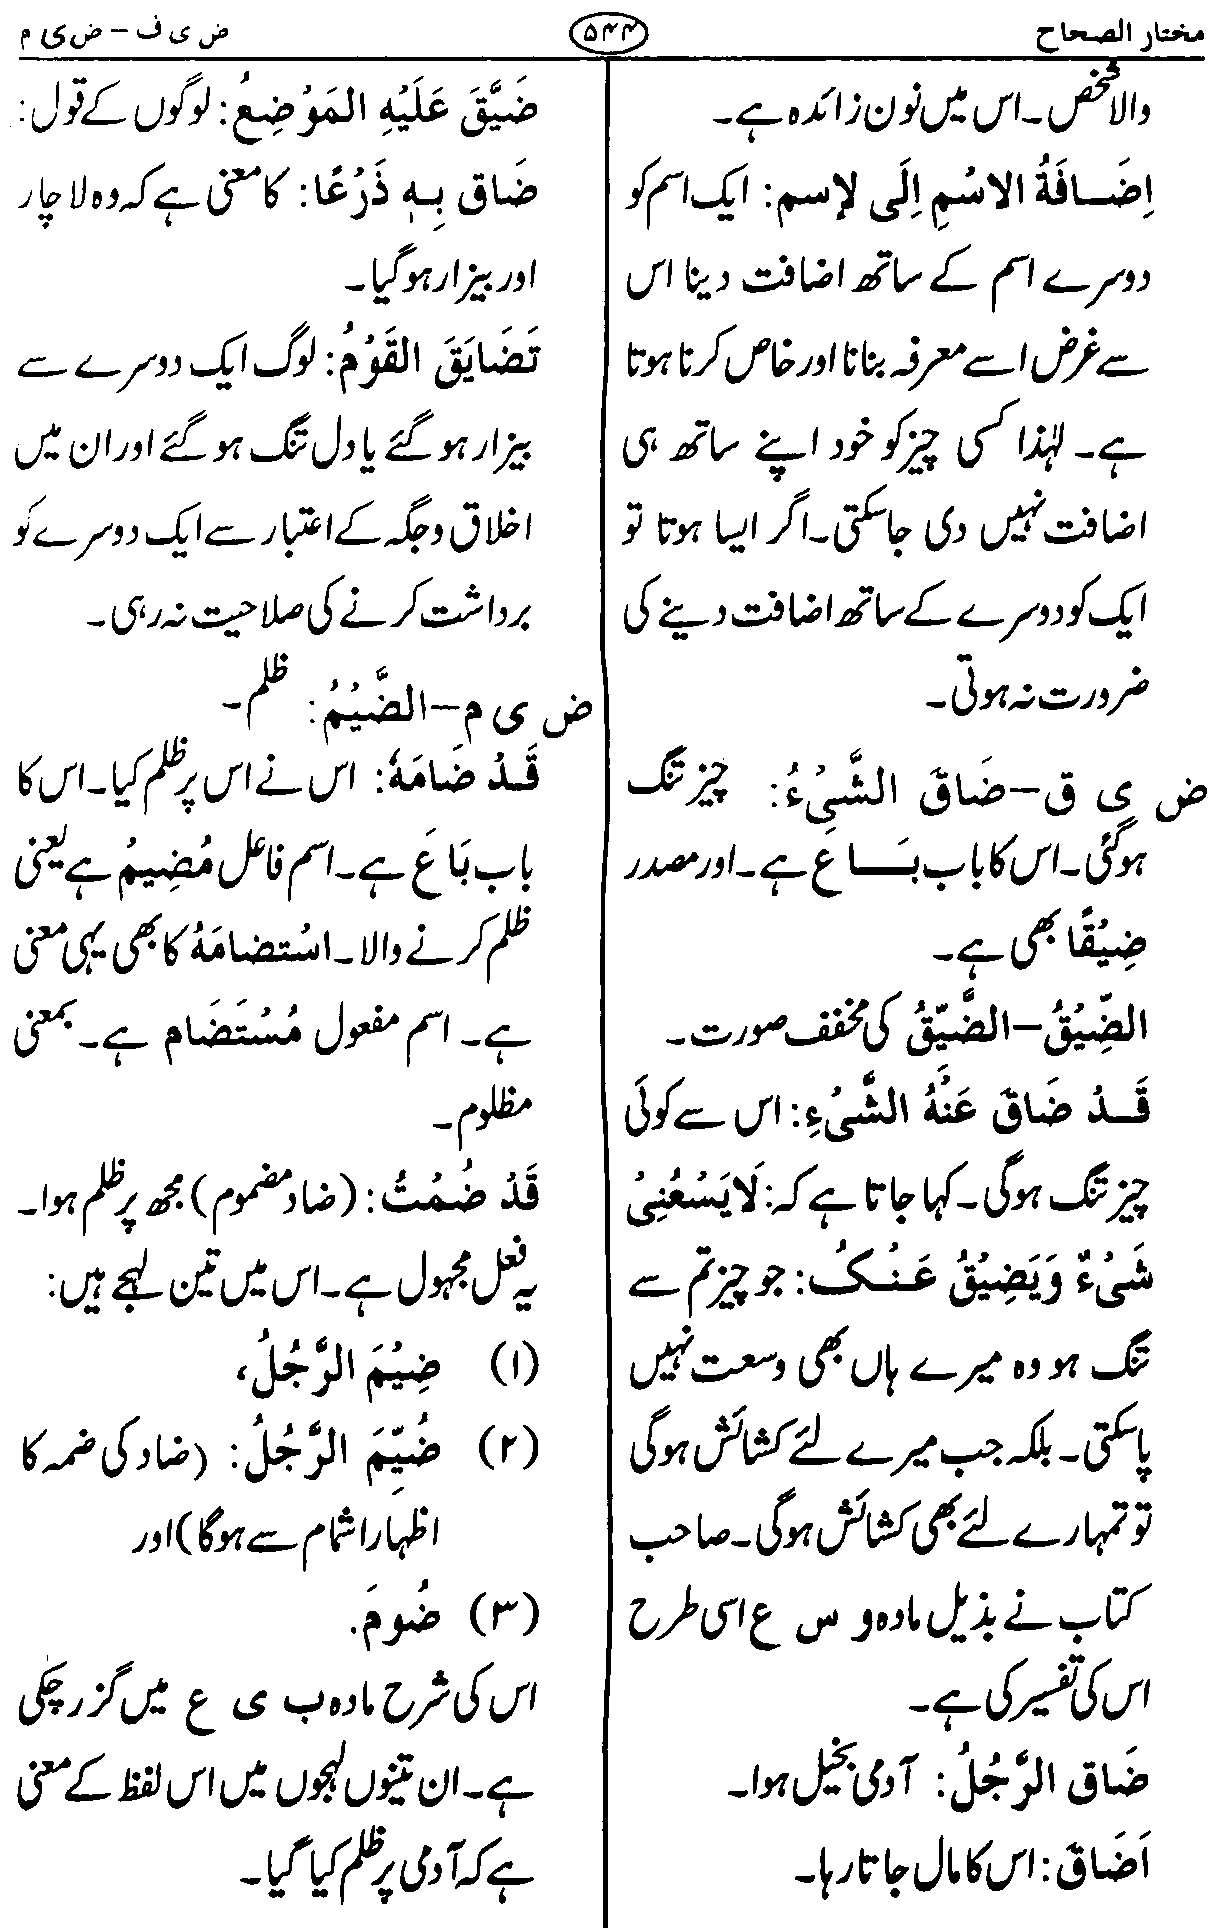 مختار الصحاح
۵۴۴
ض ی ف – ض ی م
والا شخص۔ اس میں نون زائدہ ہے۔
اِضَـافَةُ الاسْمِ اِلَی لإسم: ایک اسم کو
دوسرے اسم کے ساتھ اضافت دینا اس
سے غرض اسے معرفہ بنانا اور خاص کرنا ہوتا
ہے۔ لہٰذا کسی چیز کو خود اپنے ساتھ ہی
اضافت نہیں دی جاسکتی۔ اگر ایسا ہوتا تو
ایک کو دوسرے کے ساتھ اضافت دینے کی
ضرورت نہ ہوتی۔
ض ی ق – ضَاقَ الشَّیْءُ: چیز تنگ
ہوگئی۔ اس کا باب بَـاعَ ہے۔ اور مصدر
ضِیْقًا بھی ہے۔
الضِّیْقُ – الضَّیِّقُ کی مخفف صورت۔
قَـدْ ضَاقَ عَنْهُ الشَّیْءِ: اس سے کوئی
چیز تنگ ہوگی۔ کہا جاتا ہے کہ: لَا یَسْعُنِیْ
شَیْءٌ وَیَضِیْقُ عَـنْـکُ: جو چیز تم سے
تنگ ہو وہ میرے ہاں بھی وسعت نہیں
پاسکتی۔ بلکہ جب میرے لئے کشائش ہوگی
تو تمہارے لئے بھی کشائش ہوگی۔ صاحب
کتاب نے بذیل مادہ و س ع اسی طرح
اس کی تفسیر کی ہے۔
ضَاق الرَّجُلُ: آدمی بخیل ہوا۔
اَضَاقَ: اس کا مال جاتا رہا۔
ضَیَّقَ عَلَیْهِ المَوْضِعُ: لوگوں کے قول:
ضَاق بِـهٖ ذَرْعًا: کا معنی ہے کہ وہ لاچار
اور بیزار ہوگیا۔
تَضَایَقَ القَوْمُ: لوگ ایک دوسرے سے
بیزار ہوگئے یا دل تنگ ہوگئے اور ان میں
اخلاق و جگہ کے اعتبار سے ایک دوسرے کو
برداشت کرنے کی صلاحیت نہ رہی۔
ض ی م – الضَّیْمُ: ظلم۔
قَـدْ ضَامَهٗ: اس نے اس پر ظلم کیا۔ اس کا
باب بَاعَ ہے۔ اسم فاعل مُضِیمُ ہے یعنی
ظلم کرنے والا۔ اسْتضامَهُ کا بھی یہی معنی
ہے۔ اسم مفعول مُسْتَضَام ہے۔ بمعنی
مظلوم۔
قَدْ ضُمْتُ: (ضاد مضموم) مجھ پر ظلم ہوا۔
یہ فعل مجہول ہے۔ اس میں تین لہجے ہیں:
(۱) ضِیْمَ الرَّجُلُ،
(۲) ضُیِّمَ الرَّجُلُ: (ضاد کی ضمہ کا
اظہار اشمام سے ہوگا) اور
(۳) ضُومَ.
اس کی شرح مادہ ب ی ع میں گزر چکی
ہے۔ ان تینوں لہجوں میں اس لفظ کے معنی
ہے کہ آدمی پر ظلم کیا گیا۔